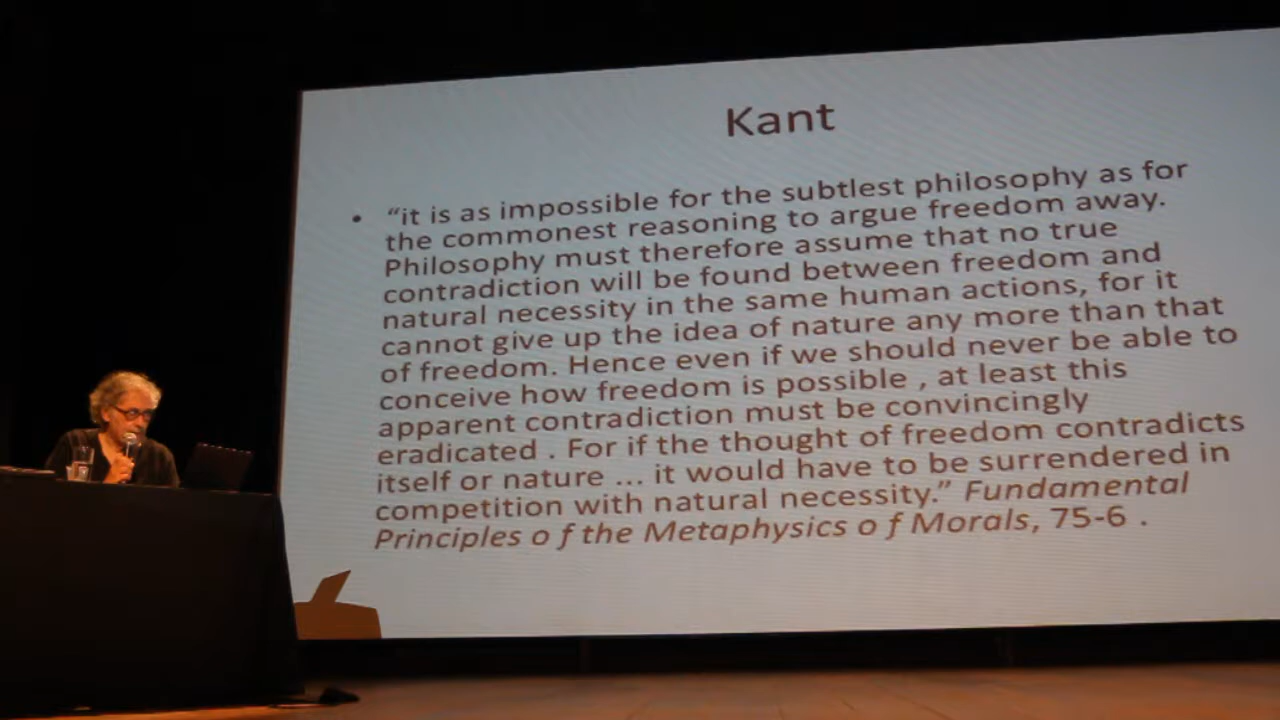 Kant
• “it is as impossible for the subtlest philosophy as for
the commonest reasoning to argue freedom away.
Philosophy must therefore assume that no true
contradiction will be found between freedom and
natural necessity in the same human actions, for it
cannot give up the idea of nature any more than that
of freedom. Hence even if we should never be able to
conceive how freedom is possible , at least this
apparent contradiction must be convincingly
eradicated . For if the thought of freedom contradicts
itself or nature ... it would have to be surrendered in
competition with natural necessity.” Fundamental
Principles o f the Metaphysics o f Morals, 75-6 .